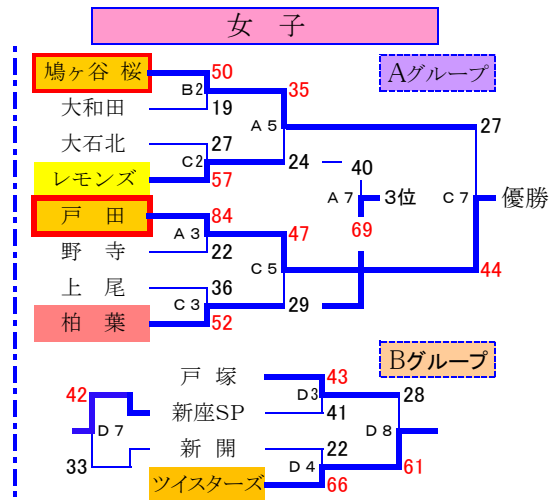 女 子
鳩ヶ谷 桜
50
35
Aグループ
B2
大和田
19
A5
27
大石北
27
C2
24
40
レモンズ
57
A7
3位
C7
優勝
戸 田
84
47
69
A3
野 寺
22
C5
44
上 尾
36
C3
29
柏 葉
52
Bグループ
戸 塚
43
28
42
D3
新座SP
41
D7
D8
新 開
22
33
D4
61
ツイスターズ
66